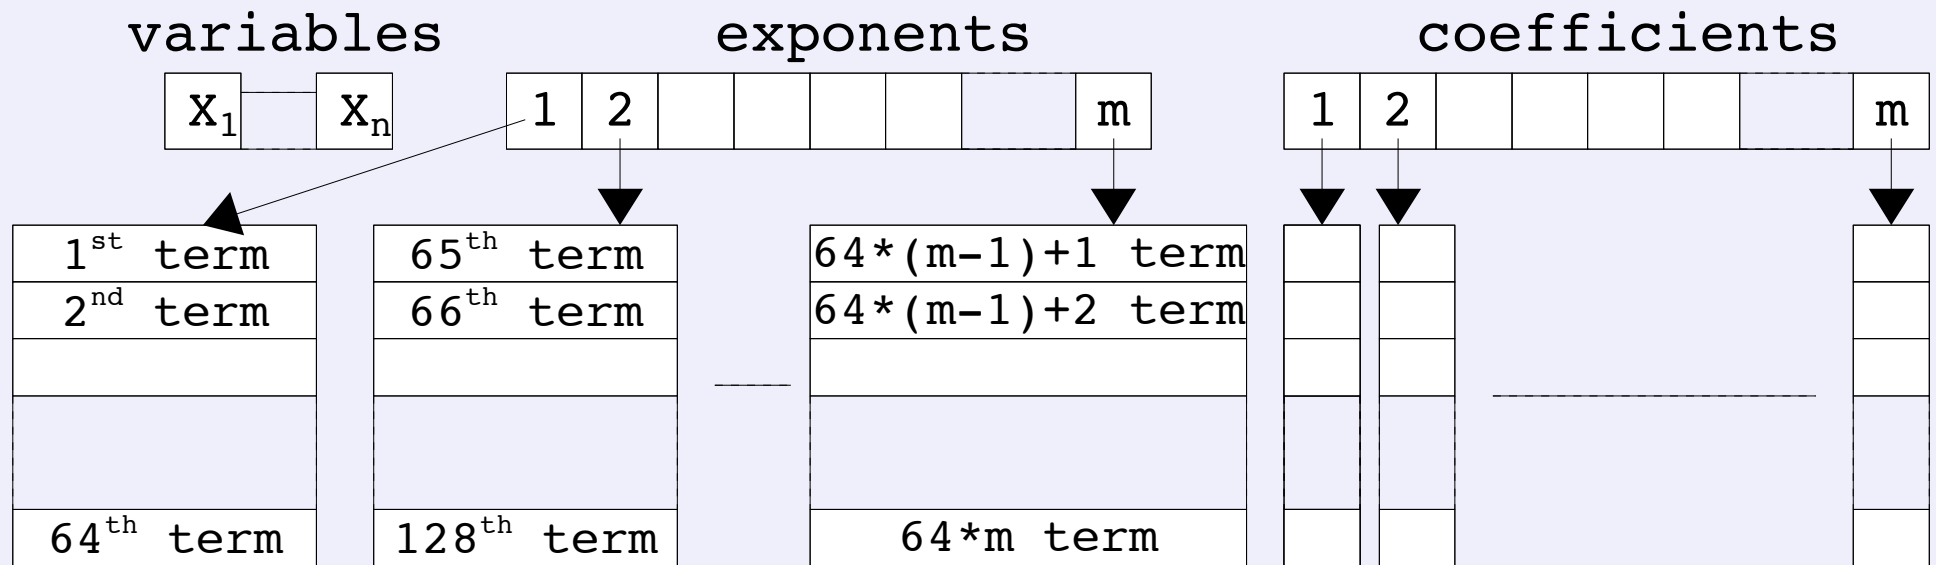 variables exponents coefficients
X1 Xn 1 2 m 1 2 m
1st term 65th term 64*(m-1)+1 term
2nd term 66th term 64*(m-1)+2 term
64th term 128th term 64*m term